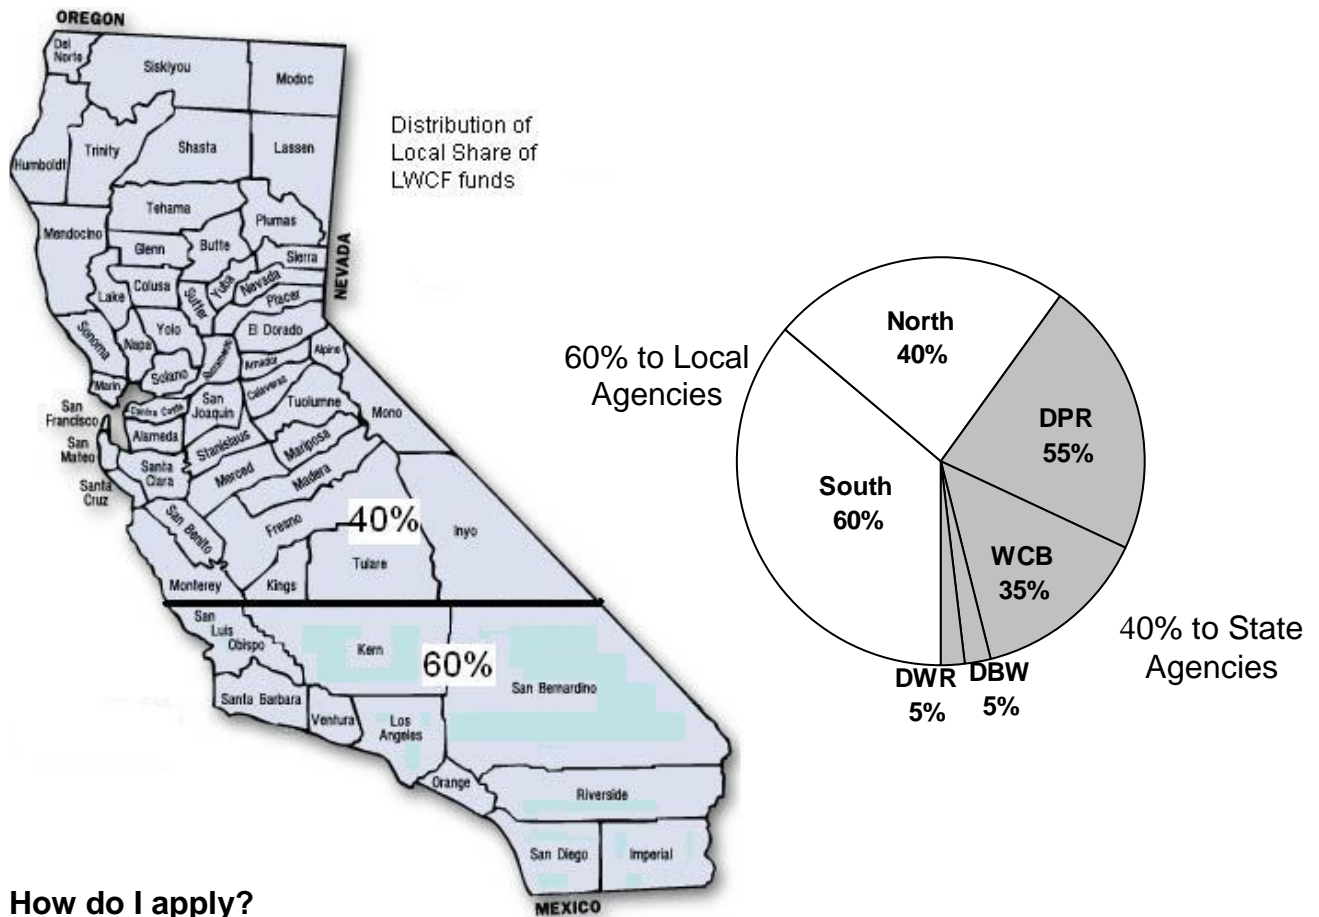 OREGON
Del
Norte
Siskiyou
Modoc
Humboldt
Trinity
Shasta
Lassen
Distribution of
Local Share of
LWCF funds
Tehama
Plumas
Mendocino
Glenn
Butte
Sierra
NEVADA
Colusa
Lake
Sutter
Yuba
Nevada
Placer
Sonoma
Napa
Yolo
El Dorado
Solano
Sacramento
Amador
Alpine
Marin
Calaveras
San
Francisco
Contra Costa
San
Joaquin
Tuolumne
Mono
Alameda
San
Mateo
Stanislaus
Mariposa
Santa
Clara
Merced
Madera
Santa
Cruz
San Benito
Fresno
40%
Inyo
Tulare
Monterey
Kings
San
Luis
Obispo
Kern
60%
San Bernardino
Santa Barbara
Ventura
Los
Angeles
Orange
Riverside
San Diego
Imperial
MEXICO
60% to Local
Agencies
North
40%
DPR
55%
South
60%
WCB
35%
40% to State
Agencies
DWR
5%
DBW
5%
How do I apply?